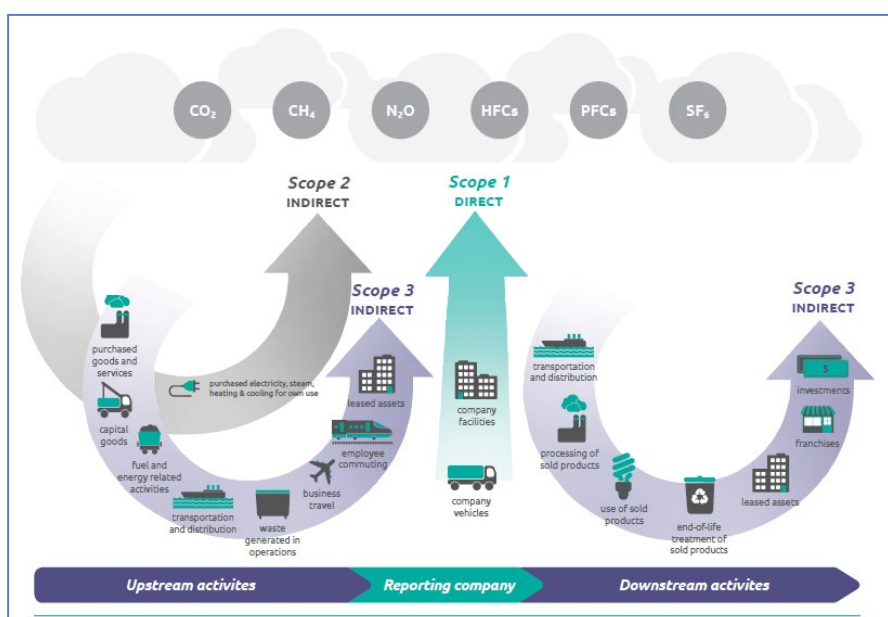 CO₂
CH₄
N₂O
HFCs
PFCs
SF₆
Scope 2
INDIRECT
Scope 1
DIRECT
Scope 3
INDIRECT
Scope 3
INDIRECT
purchased
goods and
services
capital
goods
fuel and
energy related
activities
purchased electricity, steam,
heating & cooling for own use
transportation
and distribution
waste
generated in
operations
business
travel
employee
commuting
leased assets
company
facilities
company
vehicles
transportation
and distribution
processing of
sold products
use of sold
products
end-of-life
treatment of
sold products
leased assets
franchises
$
investments
Upstream activites
Reporting company
Downstream activites